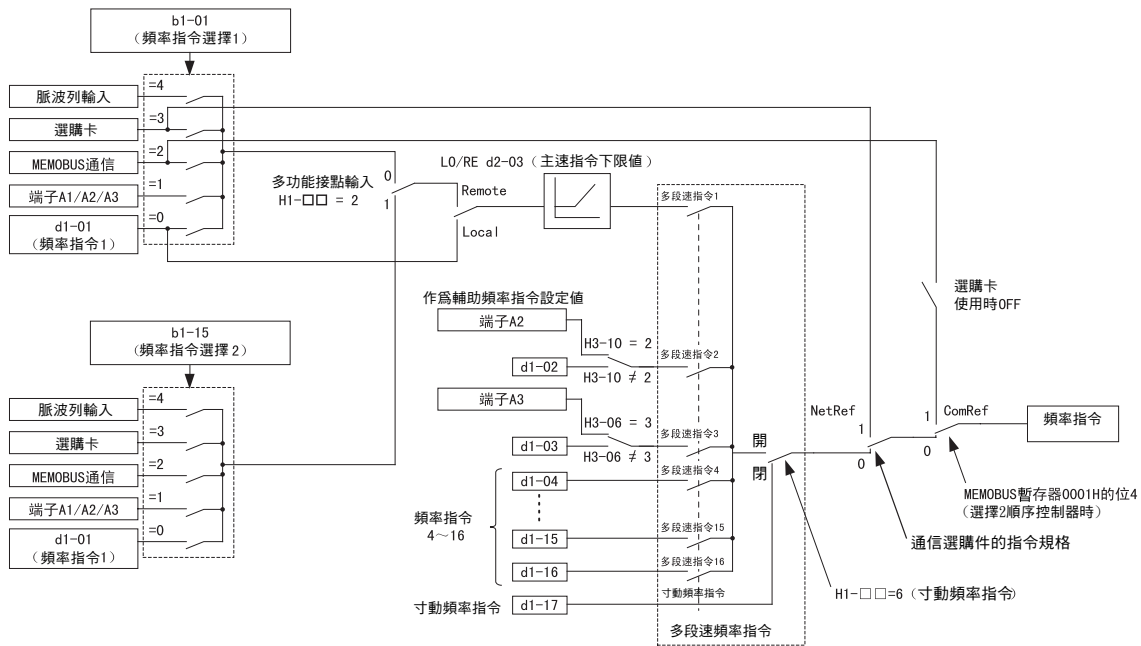 b1-01
（頻率指令選擇1）
脈波列輸入
=4
選購卡
=3
MEMOBUS通信
=2
端子A1/A2/A3
=1
d1-01
（頻率指令1）
=0
多功能接點輸入
H1-□□ = 2
0
1
LO/RE d2-03（主速指令下限值）
Remote
Local
b1-15
（頻率指令選擇2）
脈波列輸入
=4
選購卡
=3
MEMOBUS通信
=2
端子A1/A2/A3
=1
d1-01
（頻率指令1）
=0
作爲輔助頻率指令設定值
端子A2
H3-10 = 2
d1-02
H3-10 ≠ 2
端子A3
H3-06 = 3
d1-03
H3-06 ≠ 3
頻率指令
4～16
d1-04
d1-15
d1-16
寸動頻率指令
d1-17
多段速指令1
多段速指令2
多段速指令3
多段速指令4
多段速指令15
多段速指令16
寸動頻率指令
多段速頻率指令
開
閉
H1-□□=6（寸動頻率指令）
NetRef
1
0
通信選購件的指令規格
選購卡
使用時OFF
ComRef
1
0
MEMOBUS暫存器0001H的位4
（選擇2順序控制器時）
頻率指令